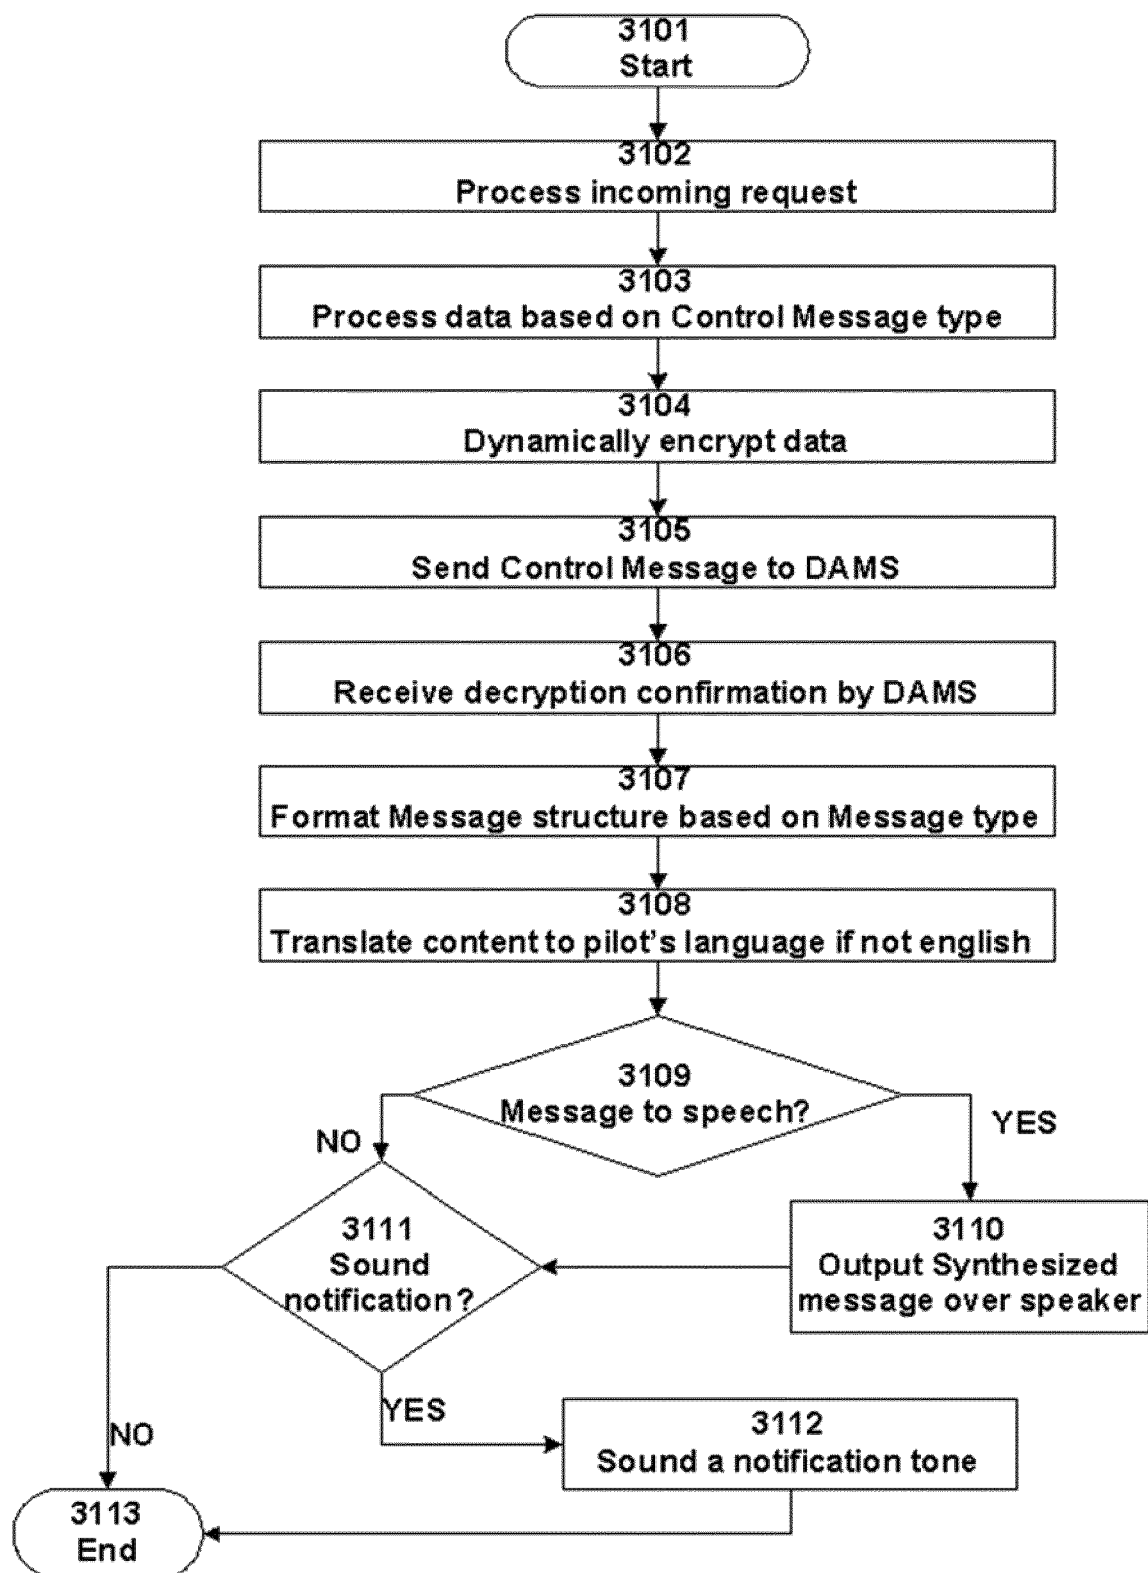 3101
Start
3102
Process incoming request
3103
Process data based on Control Message type
3104
Dynamically encrypt data
3105
Send Control Message to DAMS
3106
Receive decryption confirmation by DAMS
3107
Format Message structure based on Message type
3108
Translate content to pilot's language if not english
3109
Message to speech?
NO
YES
3111
Sound
notification?
3110
Output Synthesized
message over speaker
YES
NO
3112
Sound a notification tone
3113
End